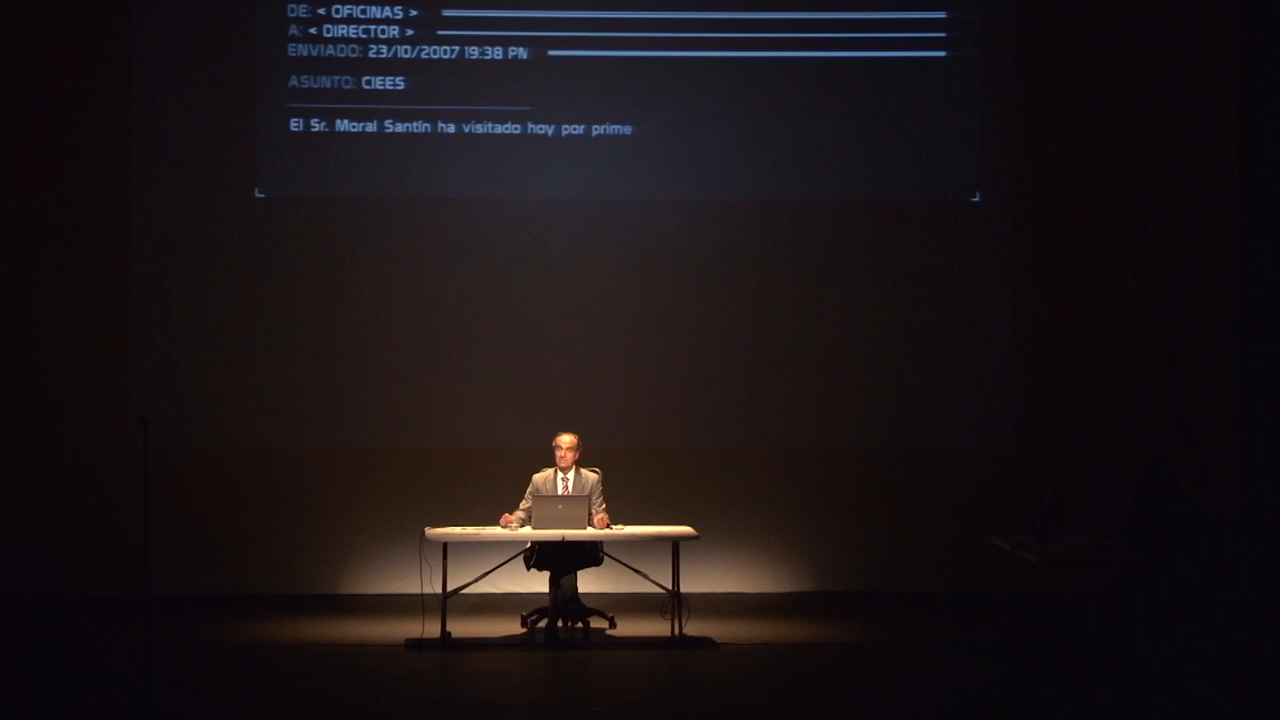 DE: < OFICINAS >
A: < DIRECTOR >
ENVIADO: 23/10/2007 19:38 PM
ASUNTO: CIEES
El Sr. Moral Santín ha visitado hoy por prime